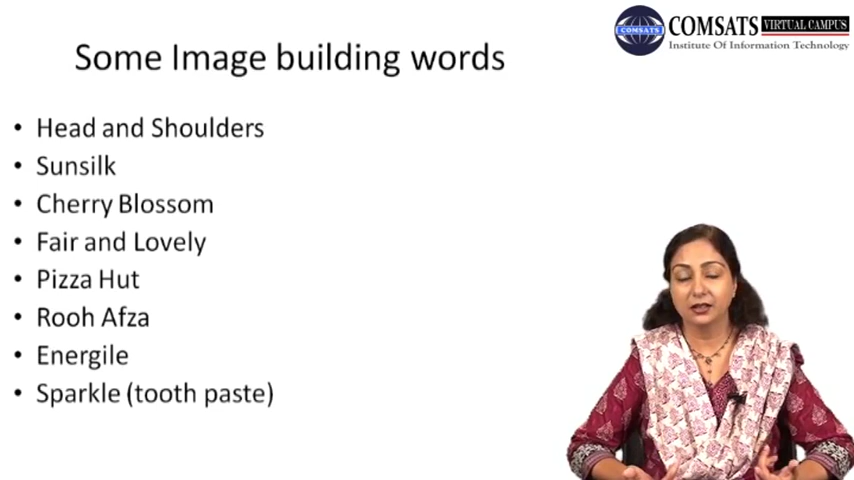 COMSATS VIRTUAL CAMPUS
COMSATS
Institute Of Information Technology
Some Image building words
• Head and Shoulders
• Sunsilk
• Cherry Blossom
• Fair and Lovely
• Pizza Hut
• Rooh Afza
• Energile
• Sparkle (tooth paste)